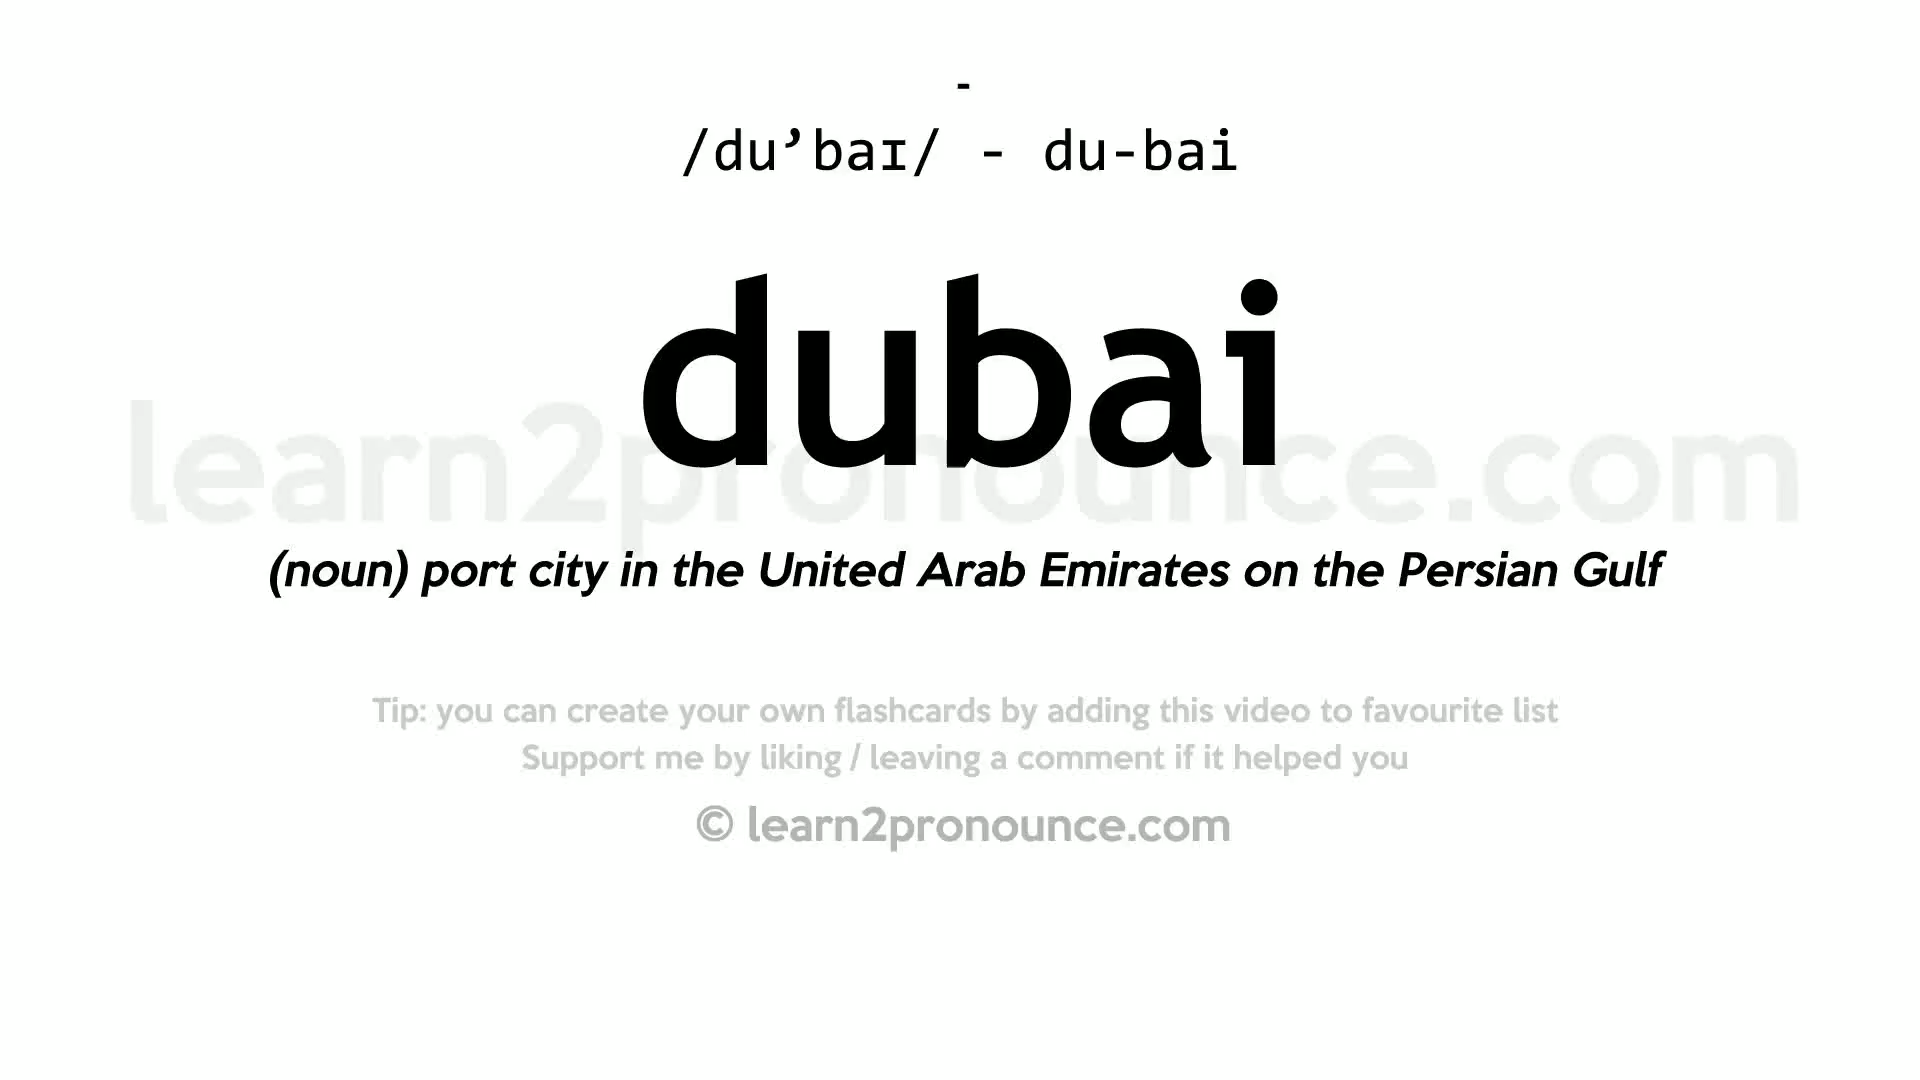 -
/du’baɪ/ - du-bai
dubai
learn2pronounce.com
(noun) port city in the United Arab Emirates on the Persian Gulf
Tip: you can create your own flashcards by adding this video to favourite list
Support me by liking / leaving a comment if it helped you
© learn2pronounce.com